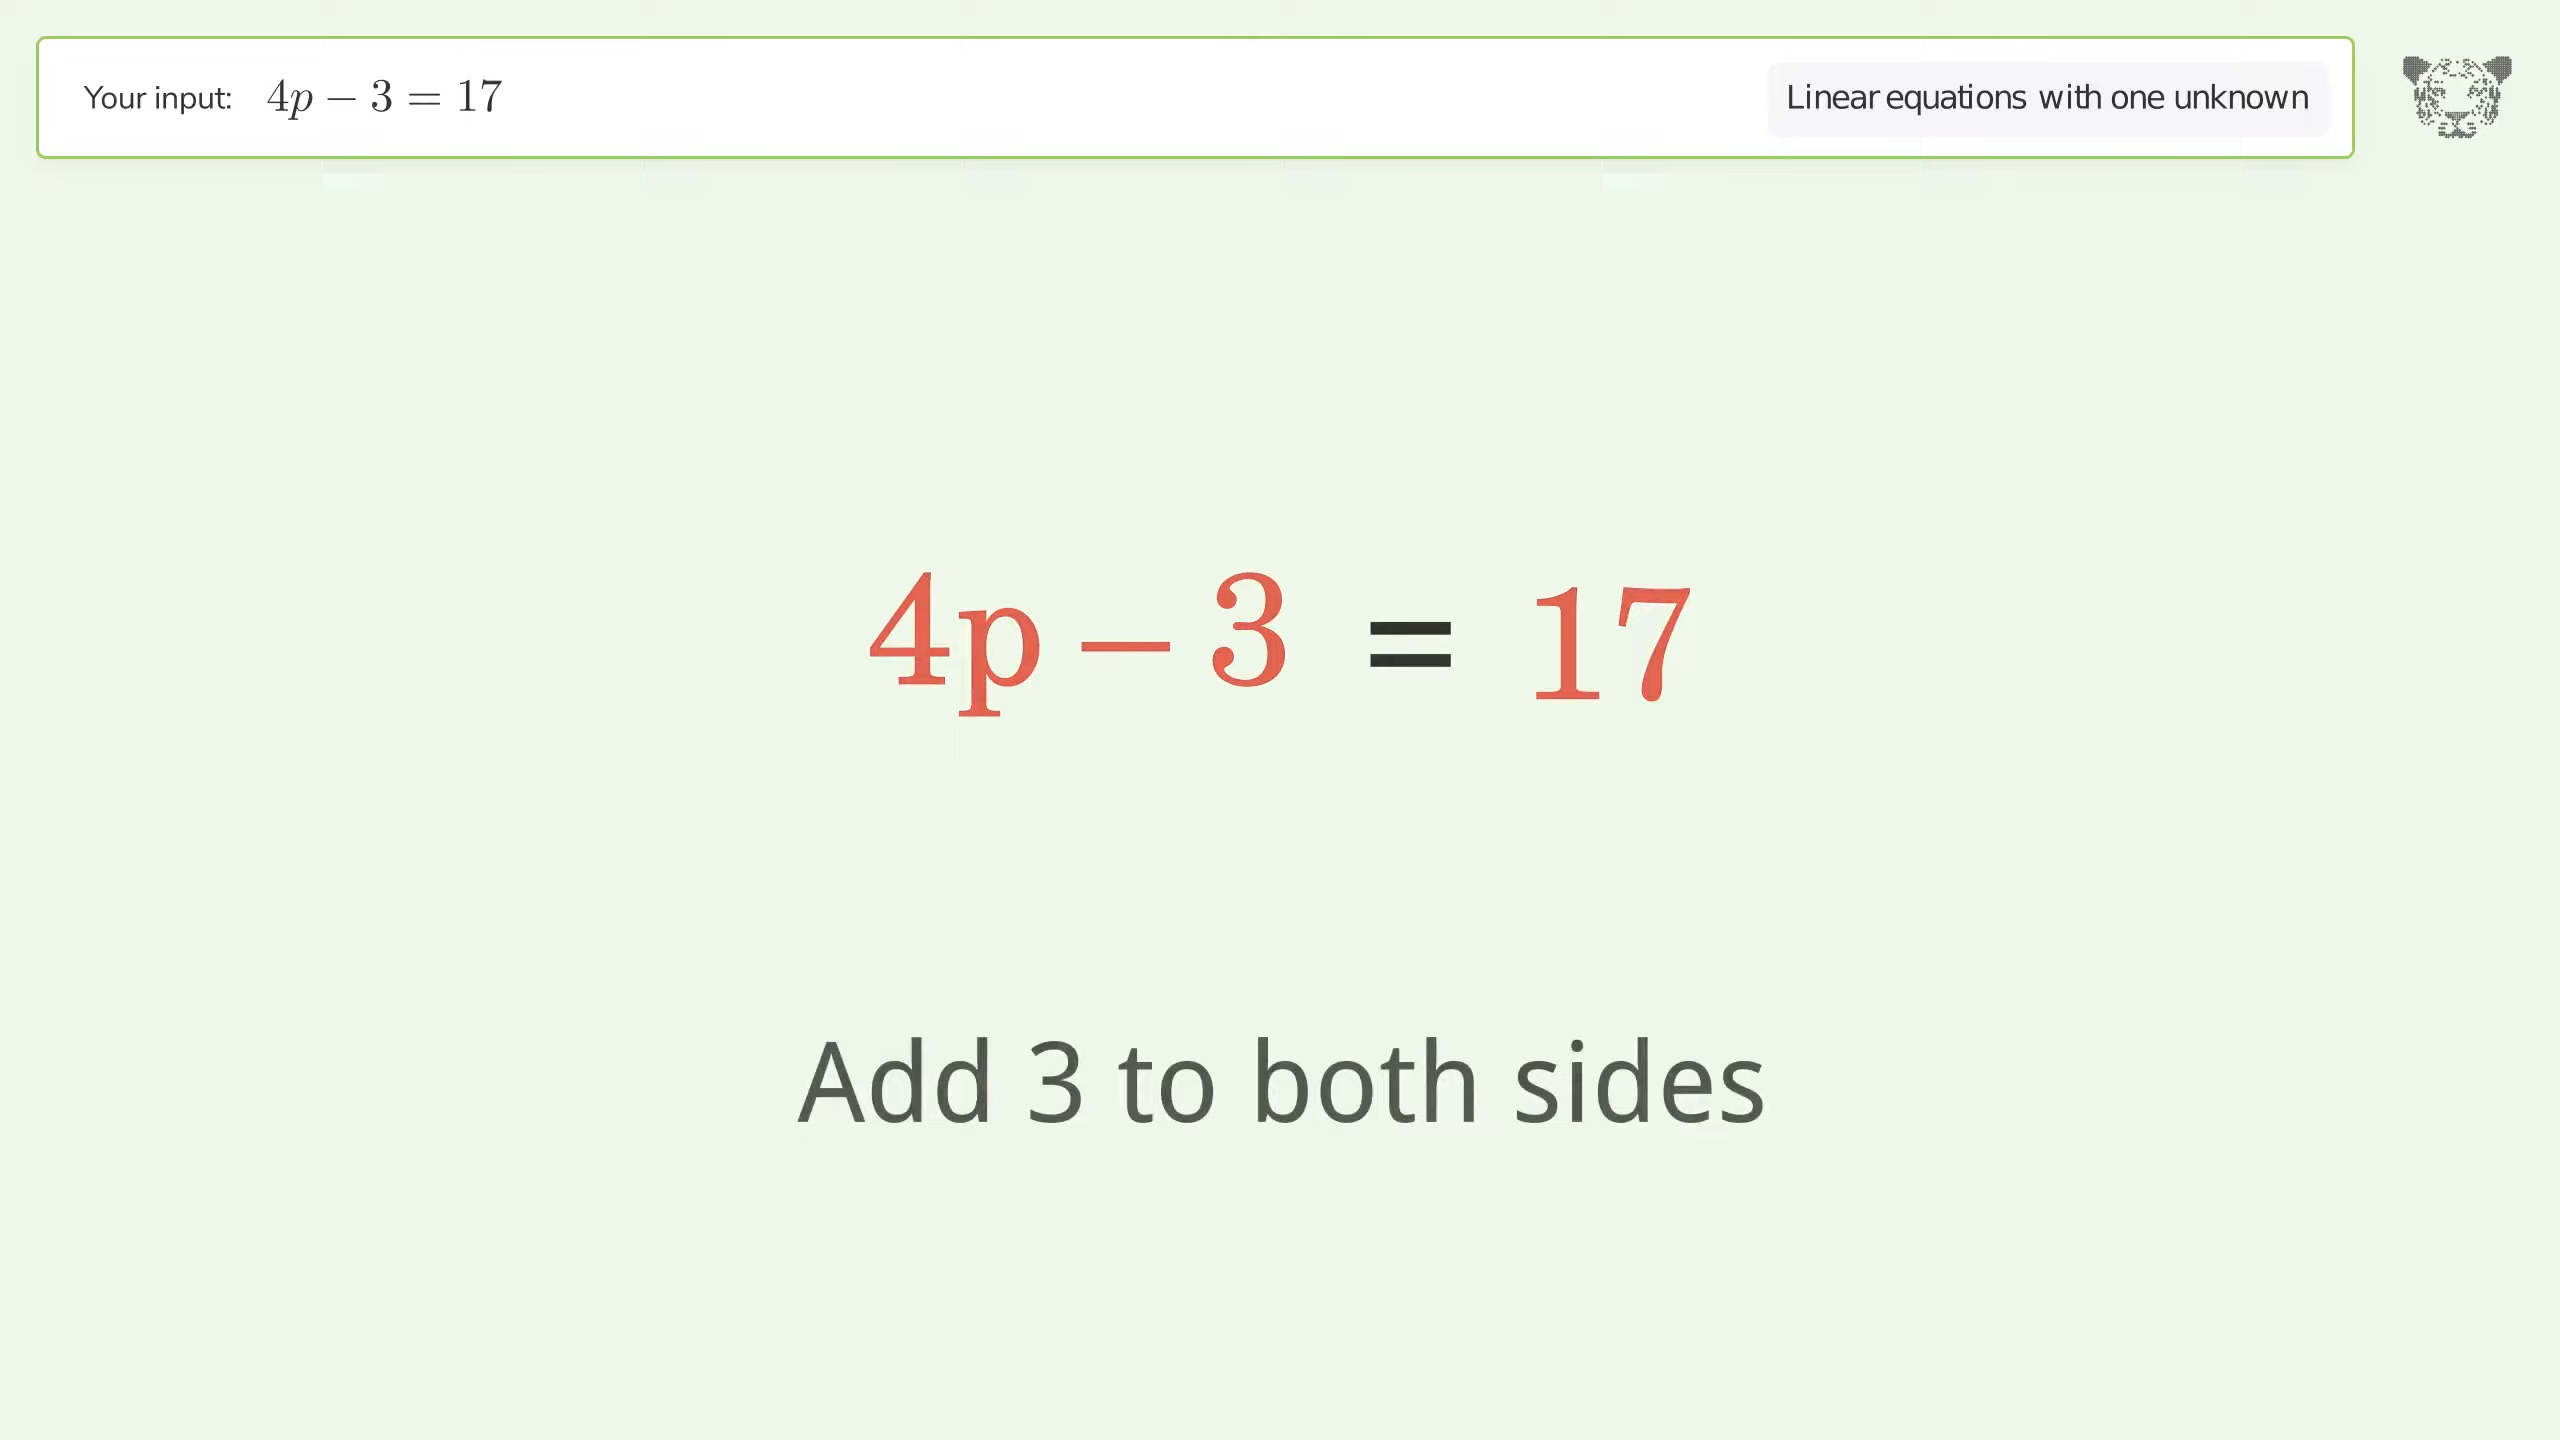 Your input: 4p − 3 = 17
Linear equations with one unknown
4p − 3 = 17
Add 3 to both sides